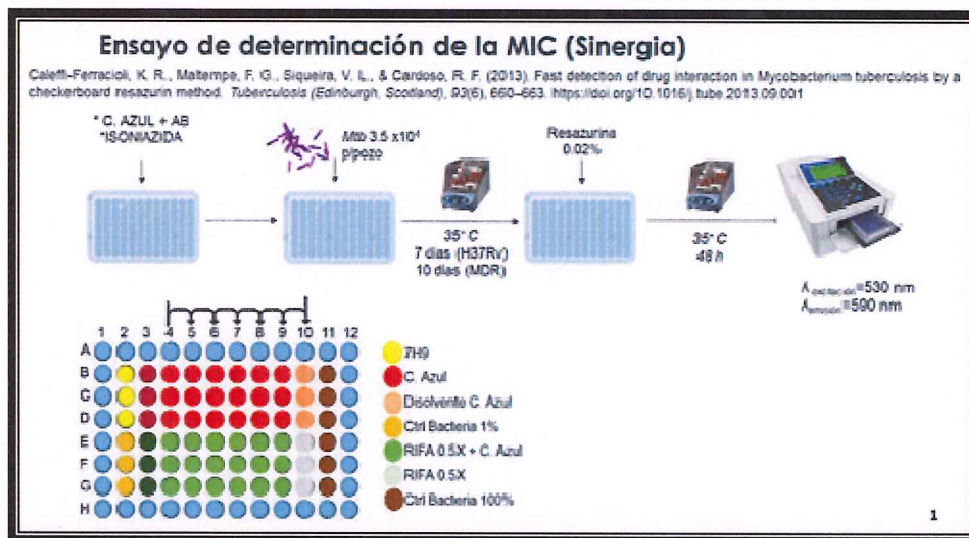 Ensayo de determinación de la MIC (Sinergia)
Caleffi-Ferracioli, K. R., Maltempe, F. G., Siqueira, V. L., & Cardoso, R. F. (2013). Fast detection of drug interaction in Mycobacterium tuberculosis by a
checkerboard resazurin method. Tuberculosis (Edinburgh, Scotland), 93(6), 660–663. https://doi.org/10.1016/j.tube.2013.09.001
* C. AZUL + AB
*ISONIAZIDA
Mtb 3.5 x10⁴
p/pozo
Resazurina
0.02%
35° C
7 días (H37Rv)
10 días (MDR)
35° C
48 h
λ excitación=530 nm
λ emisión=590 nm
1 2 3 4 5 6 7 8 9 10 11 12
A
B
C
D
E
F
G
H
7H9
C. Azul
Disolvente C. Azul
Ctrl Bacteria 1%
RIFA 0.5X + C. Azul
RIFA 0.5X
Ctrl Bacteria 100%
1